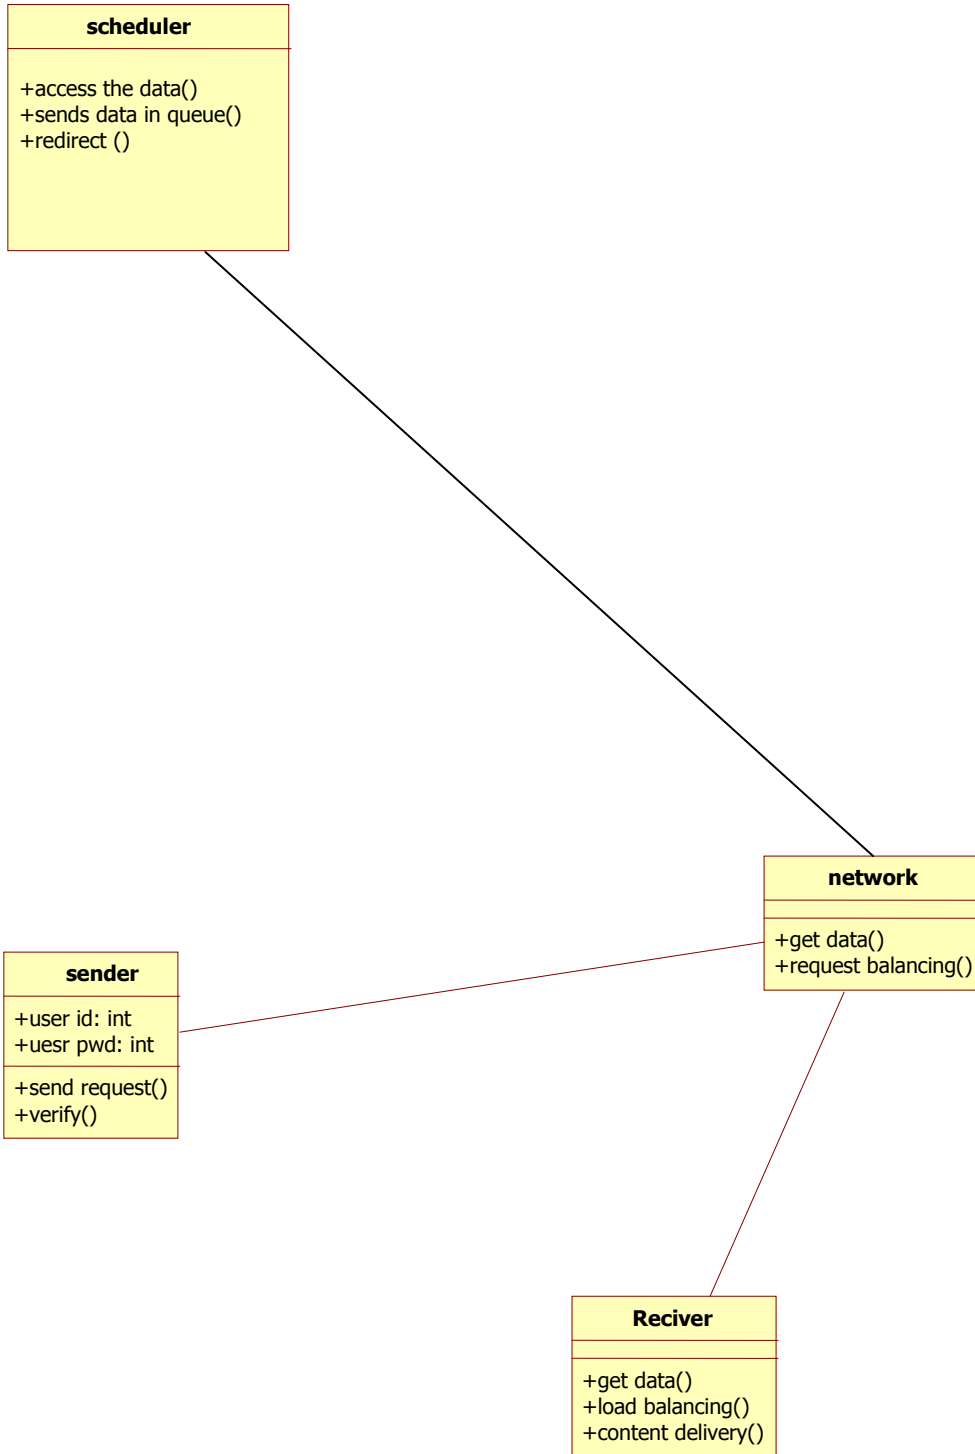 scheduler
+access the data()
+sends data in queue()
+redirect ()
network
+get data()
+request balancing()
sender
+user id: int
+uesr pwd: int
+send request()
+verify()
Reciver
+get data()
+load balancing()
+content delivery()